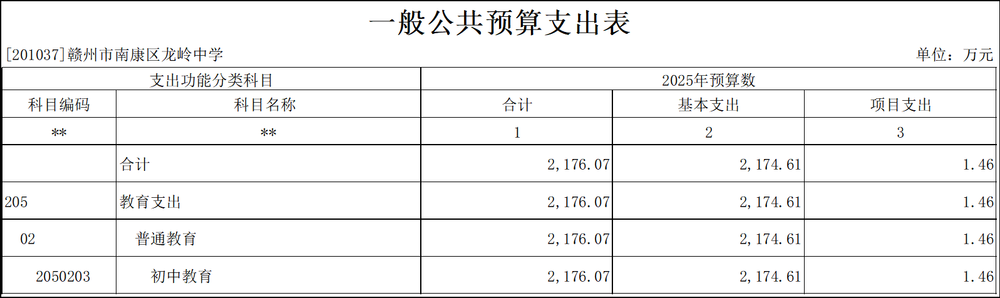 一般公共预算支出表
[201037]赣州市南康区龙岭中学 单位：万元
支出功能分类科目 2025年预算数
科目编码 科目名称 合计 基本支出 项目支出
** ** 1 2 3
合计 2,176.07 2,174.61 1.46
205 教育支出 2,176.07 2,174.61 1.46
02 普通教育 2,176.07 2,174.61 1.46
2050203 初中教育 2,176.07 2,174.61 1.46